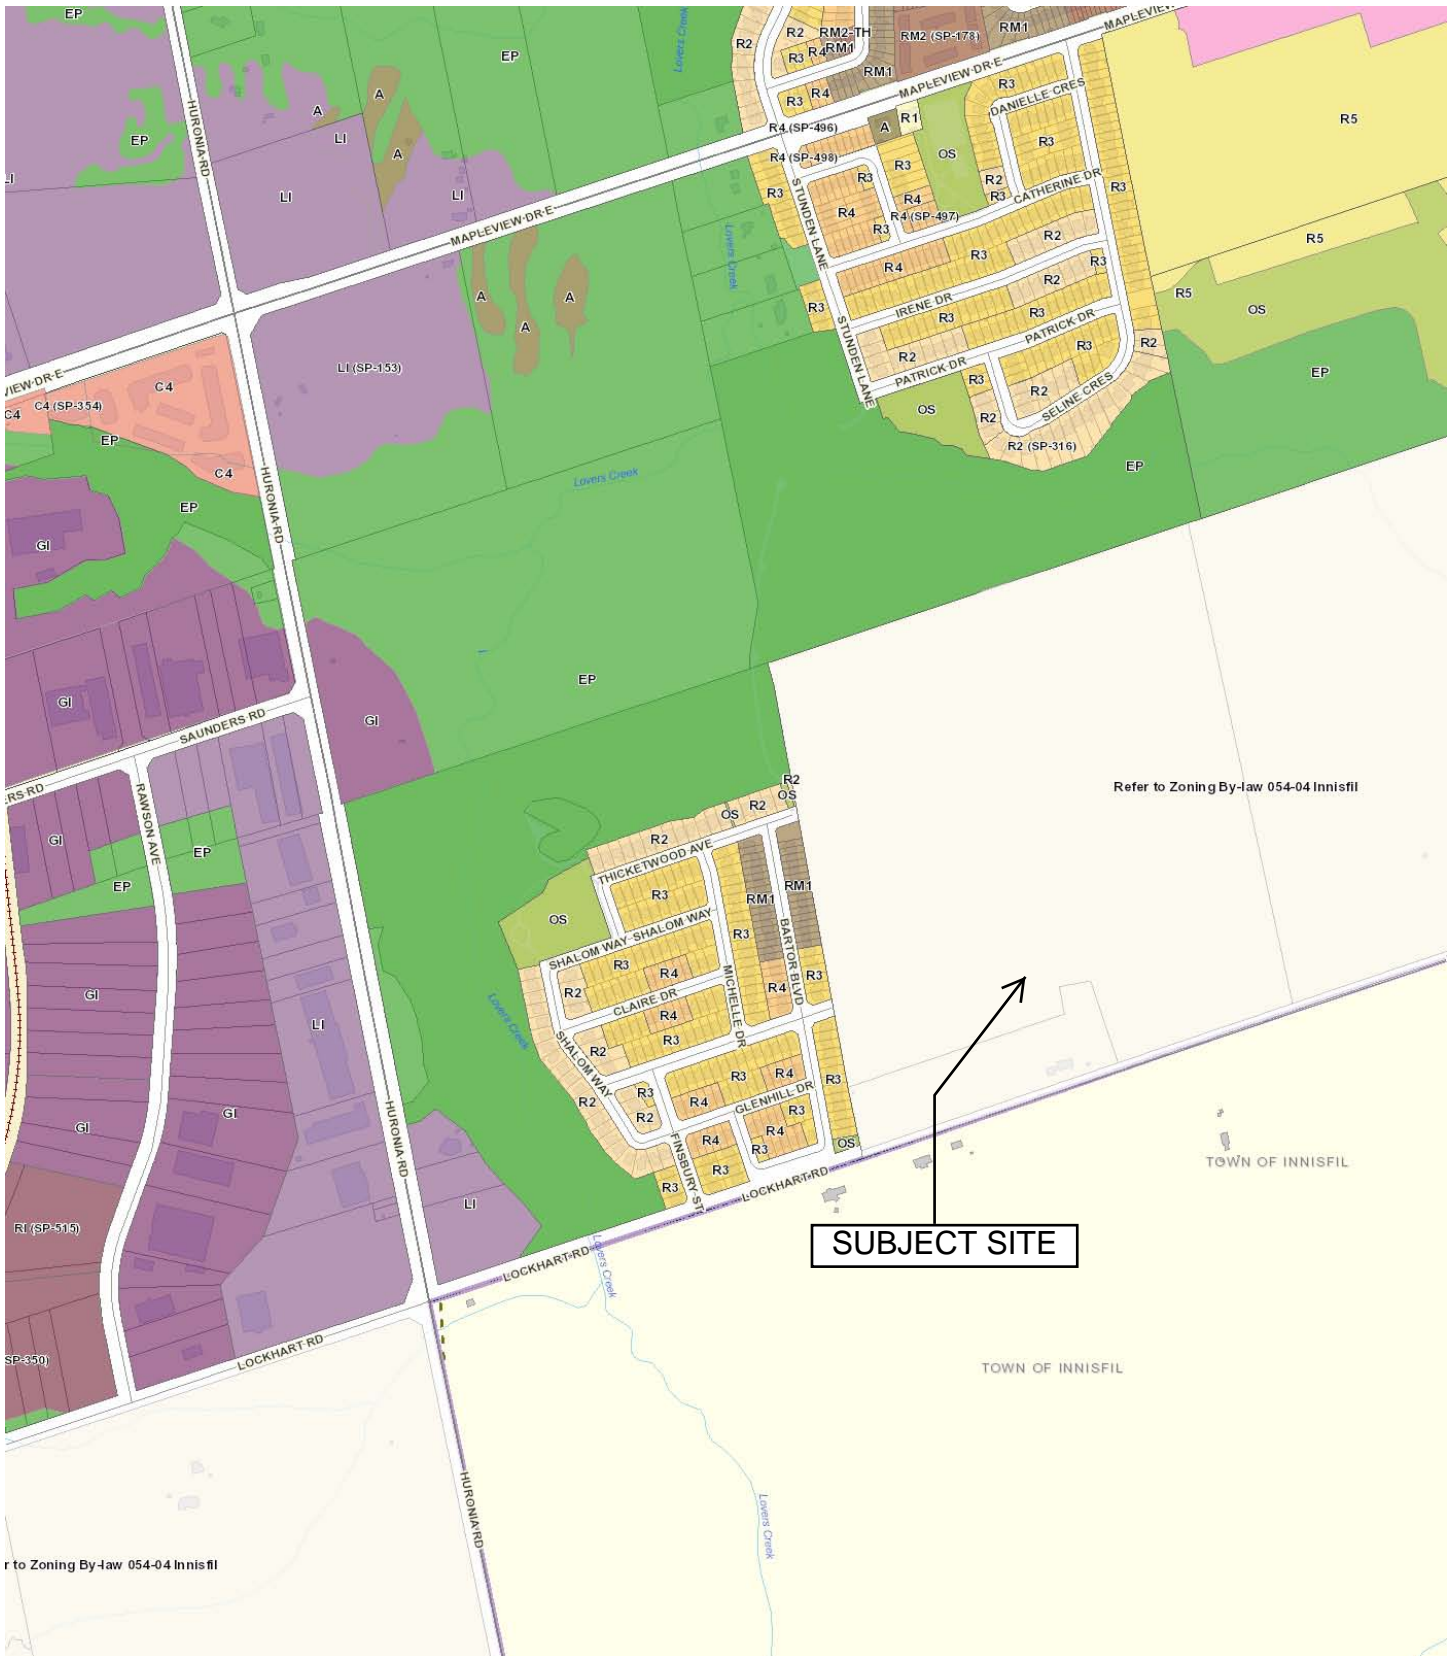 EP
Lovers Creek
R2
R2
RM2-TH
R3
R4
RM1
RM2 (SP-178)
RM1
MAPLEVIEW
RM1
MAPLEVIEW-DR-E
R3
R4
R3
DANIELLE CRES
R5
EP
A
A
LI
A
EP
HURONIA-RD
R4 (SP-496)
A
R1
R3
R4 (SP-498)
OS
LI
LI
LI
R3
STUNDEN LANE
R3
R3
R2
R3
CATHERINE DR
R3
R4
R4
R4 (SP-497)
R3
MAPLEVIEW-DR-E
Lovers Creek
R4
R3
R2
R5
A
A
A
R3
IRENE DR
R2
R3
R5
OS
STUNDEN LANE
R3
R3
PATRICK DR
R3
R2
LI (SP-153)
R2
PATRICK DR
R3
R2
SELINE CRES
EP
VIEW-DR-E
C4
C4 (SP-354)
C4
EP
C4
OS
R2
R2 (SP-316)
EP
Lovers Creek
EP
HURONIA-RD
GI
EP
GI
SAUNDERS-RD
GI
ERS-RD
RAWSON AVE
GI
EP
EP
Refer to Zoning By-law 054-04 Innisfil
R2
OS
R2
OS
R2
THICKETWOOD AVE
R3
RM1
RM1
OS
SHALOM WAY-SHALOM WAY
R3
BARTOR BLVD
R3
R4
R2
MICHELLE DR
R4
R3
CLAIRE DR
R4
R3
GI
LI
Lovers Creek
SHALOM WAY
R2
R2
R3
R2
R3
R4
R4
GLENHILL DR
R3
R3
GI
GI
HURONIA-RD
FINSBURY-ST
R4
R4
R3
R3
R3
OS
LOCKHART-RD
TOWN OF INNISFIL
LI
RI (SP-515)
SUBJECT SITE
LOCKHART-RD
Lovers Creek
SP-350)
LOCKHART-RD
TOWN OF INNISFIL
HURONIA-RD
Lovers Creek
r to Zoning By-law 054-04 Innisfil